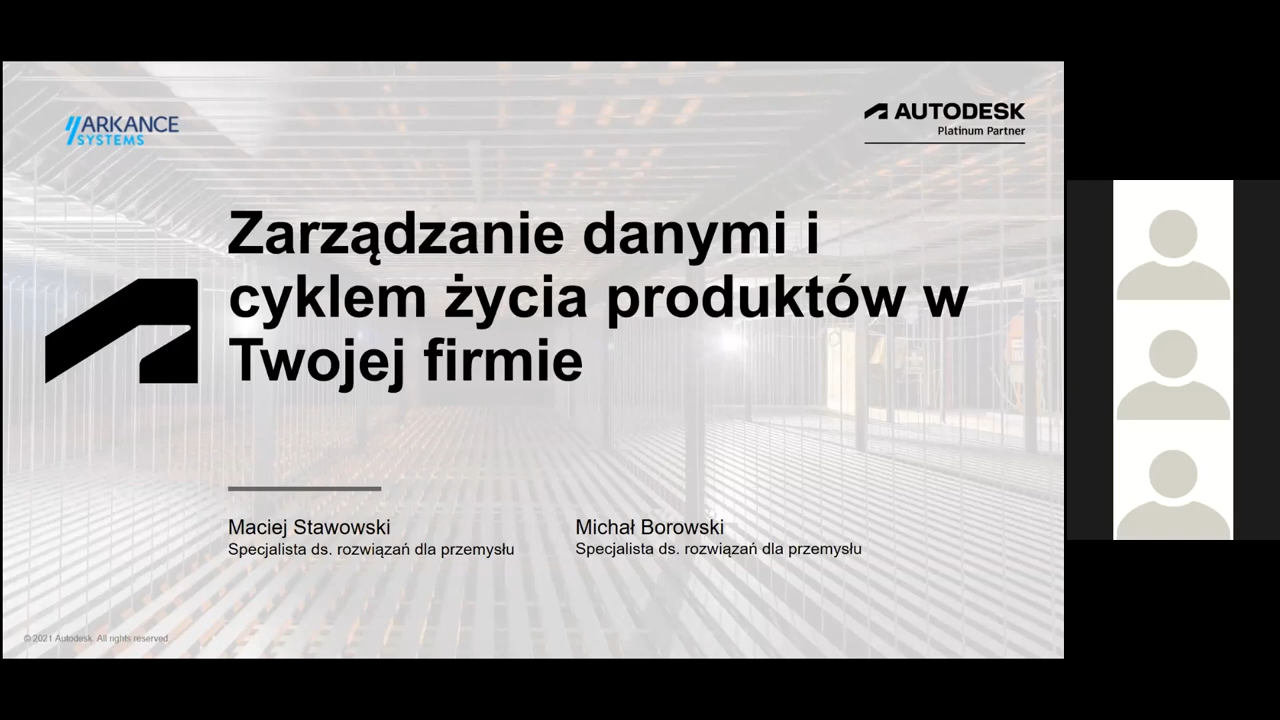 ARKANCE
SYSTEMS
AUTODESK
Platinum Partner
Zarządzanie danymi i
cyklem życia produktów w
Twojej firmie
Maciej Stawowski
Specjalista ds. rozwiązań dla przemysłu
Michał Borowski
Specjalista ds. rozwiązań dla przemysłu
© 2021 Autodesk. All rights reserved